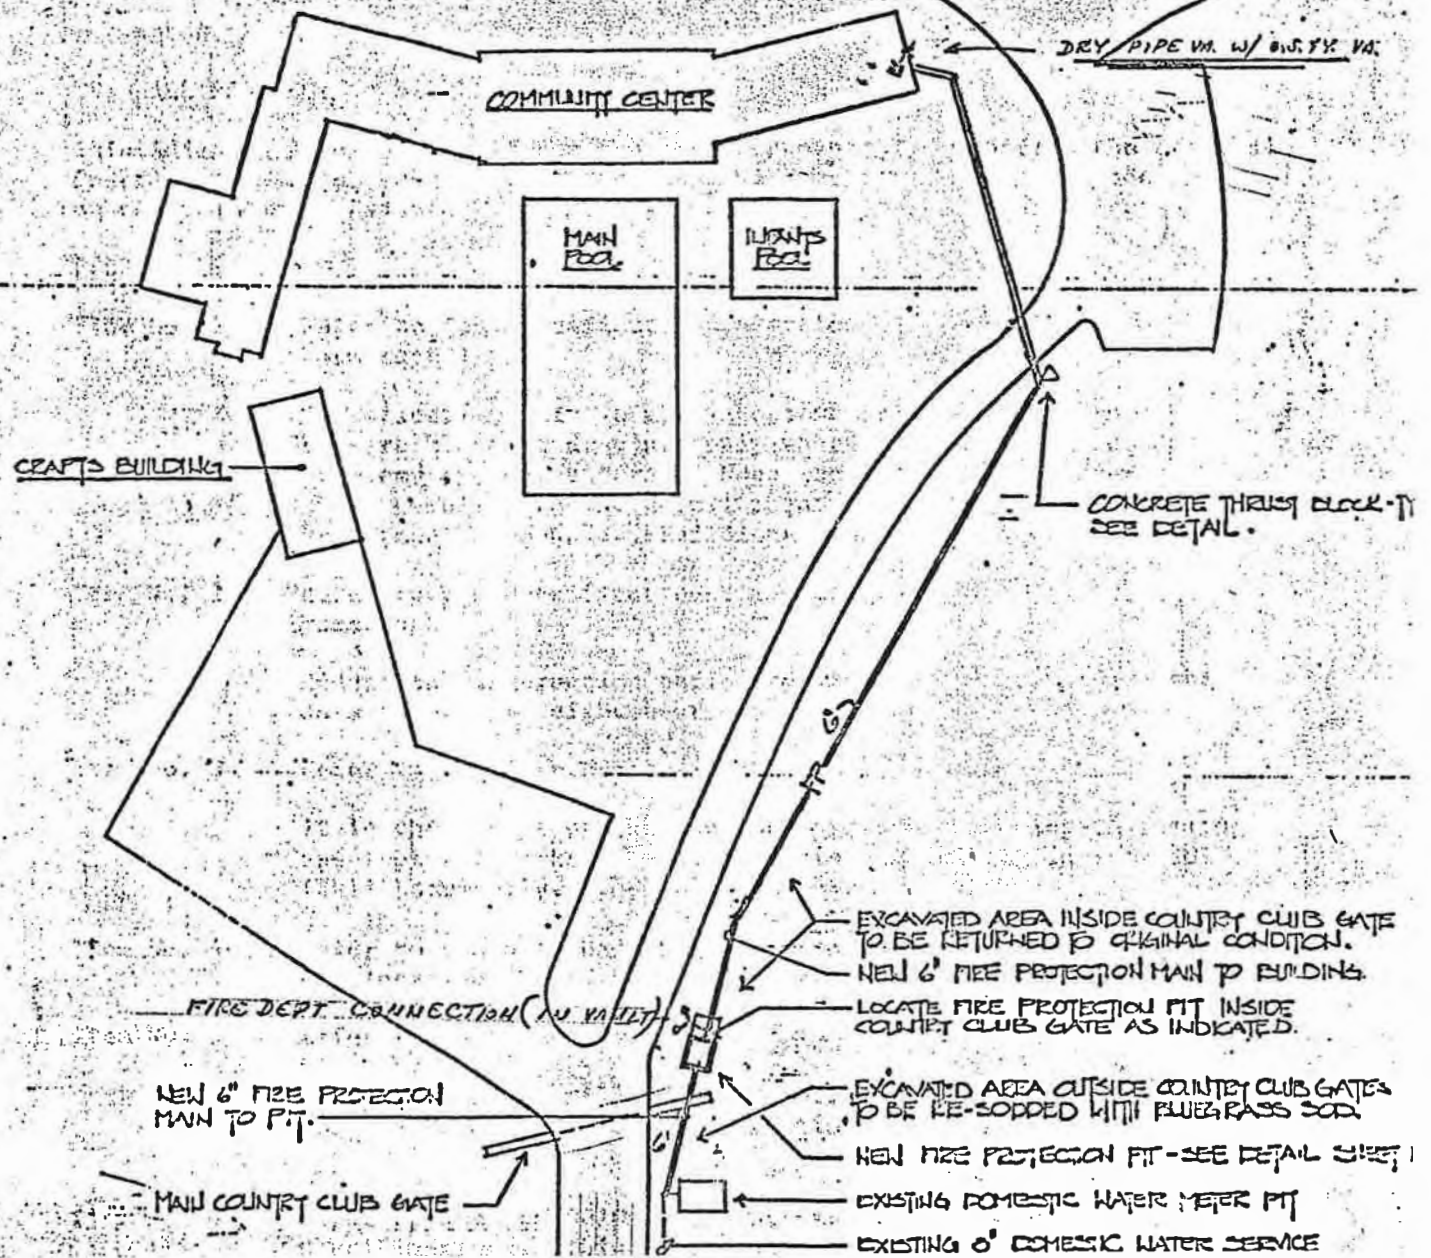 DRY PIPE VA. W/ O.S.&Y. VA.
COMMUNITY CENTER
MAIN
POOL
INFANTS
POOL
CRAFTS BUILDING
CONCRETE THRUST BLOCK-TY
SEE DETAIL.
6"
EXCAVATED AREA INSIDE COUNTRY CLUB GATE
TO BE RETURNED TO ORIGINAL CONDITION.
NEW 6" FIRE PROTECTION MAIN TO BUILDING.
FIRE DEPT CONNECTION (IN VAULT)
LOCATE FIRE PROTECTION PIT INSIDE
COUNTRY CLUB GATE AS INDICATED.
NEW 6" FIRE PROTECTION
MAIN TO PIT.
EXCAVATED AREA OUTSIDE COUNTRY CLUB GATES
TO BE RE-SODDED WITH BLUEGRASS SOD.
6"
NEW FIRE PROTECTION PIT-SEE DETAIL SHEET
MAIN COUNTRY CLUB GATE
EXISTING DOMESTIC WATER METER PIT
EXISTING 8" DOMESTIC WATER SERVICE